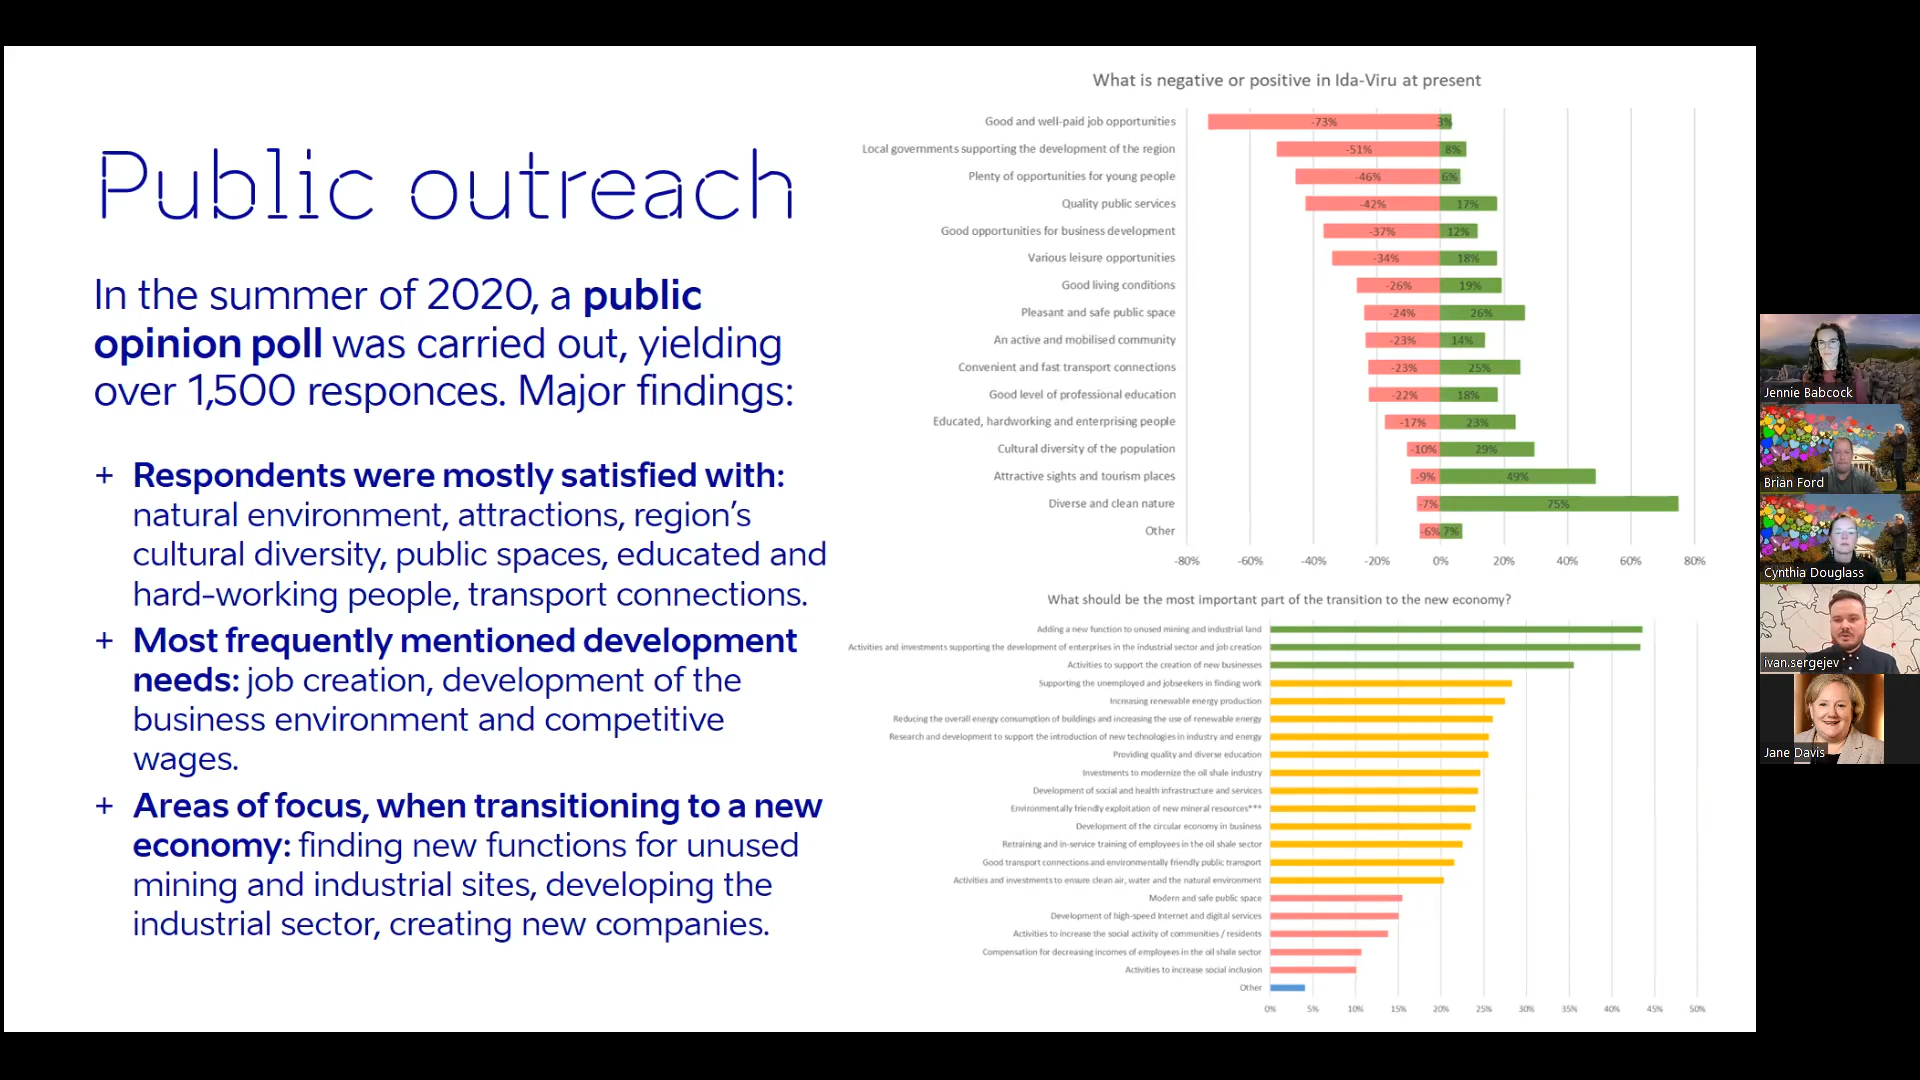 Public outreach
In the summer of 2020, a public
opinion poll was carried out, yielding
over 1,500 responces. Major findings:
+ Respondents were mostly satisfied with:
natural environment, attractions, region's
cultural diversity, public spaces, educated and
hard-working people, transport connections.
+ Most frequently mentioned development
needs: job creation, development of the
business environment and competitive
wages.
+ Areas of focus, when transitioning to a new
economy: finding new functions for unused
mining and industrial sites, developing the
industrial sector, creating new companies.
What is negative or positive in Ida-Viru at present
Good and well-paid job opportunities -73% 3%
Local governments supporting the development of the region -51% 8%
Plenty of opportunities for young people -46% 6%
Quality public services -42% 17%
Good opportunities for business development -37% 12%
Various leisure opportunities -34% 18%
Good living conditions -26% 19%
Pleasant and safe public space -24% 26%
An active and mobilised community -23% 14%
Convenient and fast transport connections -23% 25%
Good level of professional education -22% 18%
Educated, hardworking and enterprising people -17% 23%
Cultural diversity of the population -10% 29%
Attractive sights and tourism places -9% 49%
Diverse and clean nature -7% 75%
Other -6% 7%
-80% -60% -40% -20% 0% 20% 40% 60% 80%
What should be the most important part of the transition to the new economy?
Adding a new function to unused mining and industrial land
Activities and investments supporting the development of enterprises in the industrial sector and job creation
Activities to support the creation of new businesses
Supporting the unemployed and jobseekers in finding work
Increasing renewable energy production
Reducing the overall energy consumption of buildings and increasing the use of renewable energy
Research and development to support the introduction of new technologies in industry and energy
Providing quality and diverse education
Investments to modernize the oil shale industry
Development of social and health infrastructure and services
Environmentally friendly exploitation of new mineral resources***
Development of the circular economy in business
Retraining and in-service training of employees in the oil shale sector
Good transport connections and environmentally friendly public transport
Activities and investments to ensure clean air, water and the natural environment
Modern and safe public space
Development of high-speed Internet and digital services
Activities to increase the social activity of communities / residents
Compensation for decreasing incomes of employees in the oil shale sector
Activities to increase social inclusion
Other
0% 5% 10% 15% 20% 25% 30% 35% 40% 45% 50%
Jennie Babcock
Brian Ford
Cynthia Douglass
ivan.sergejev
Jane Davis